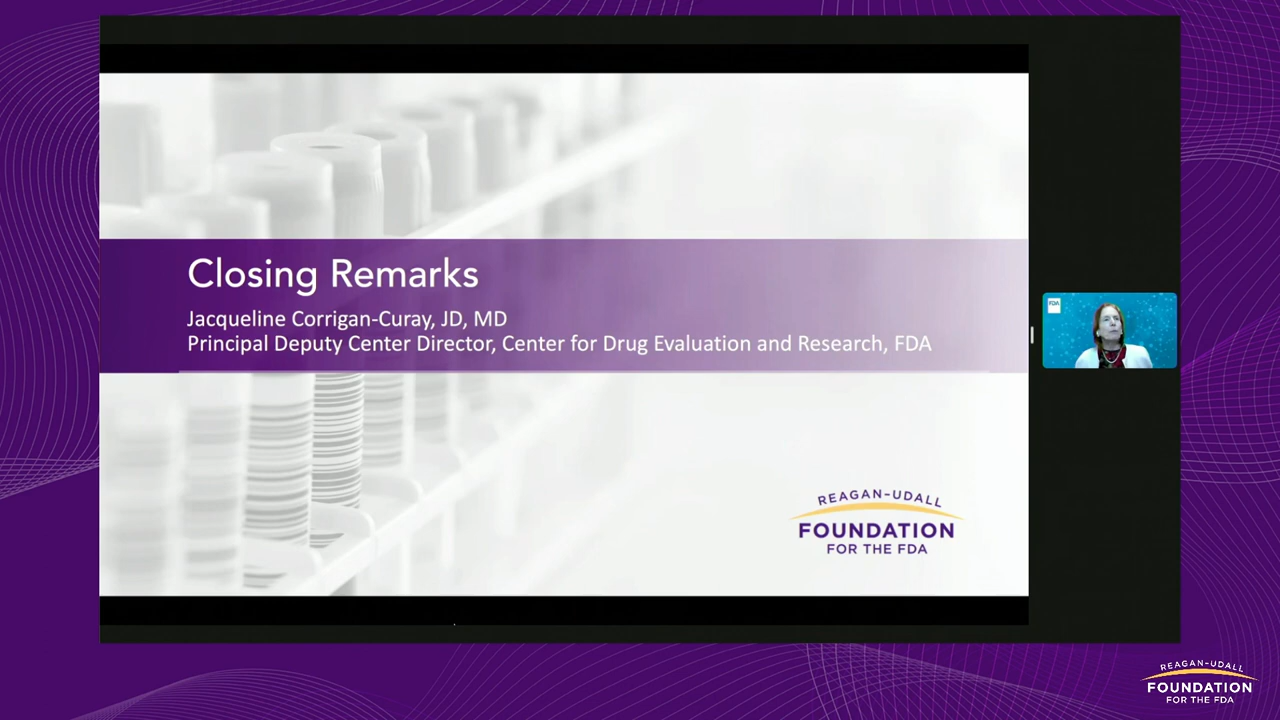 Closing Remarks
Jacqueline Corrigan-Curay, JD, MD
Principal Deputy Center Director, Center for Drug Evaluation and Research, FDA
REAGAN-UDALL
FOUNDATION
FOR THE FDA
FDA
REAGAN-UDALL
FOUNDATION
FOR THE FDA